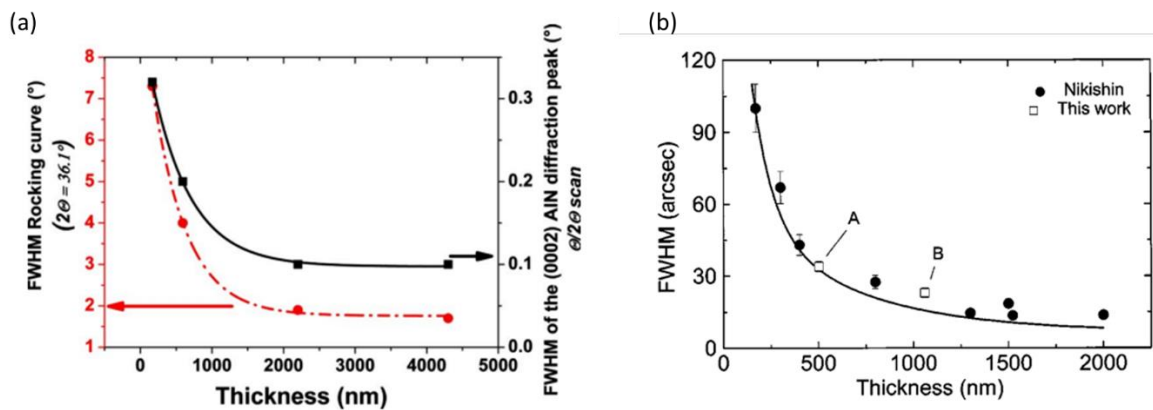 (a)
8
7
6
5
4
3
2
1
FWHM Rocking curve (°)
(2Θ = 36.1°)
0.3
0.2
0.1
0.0
FWHM of the (0002) AlN diffraction peak (°)
Θ/2Θ scan
0 1000 2000 3000 4000 5000
Thickness (nm)
(b)
120
90
60
30
0
FWHM (arcsec)
Nikishin
This work
A
B
0 500 1000 1500 2000
Thickness (nm)